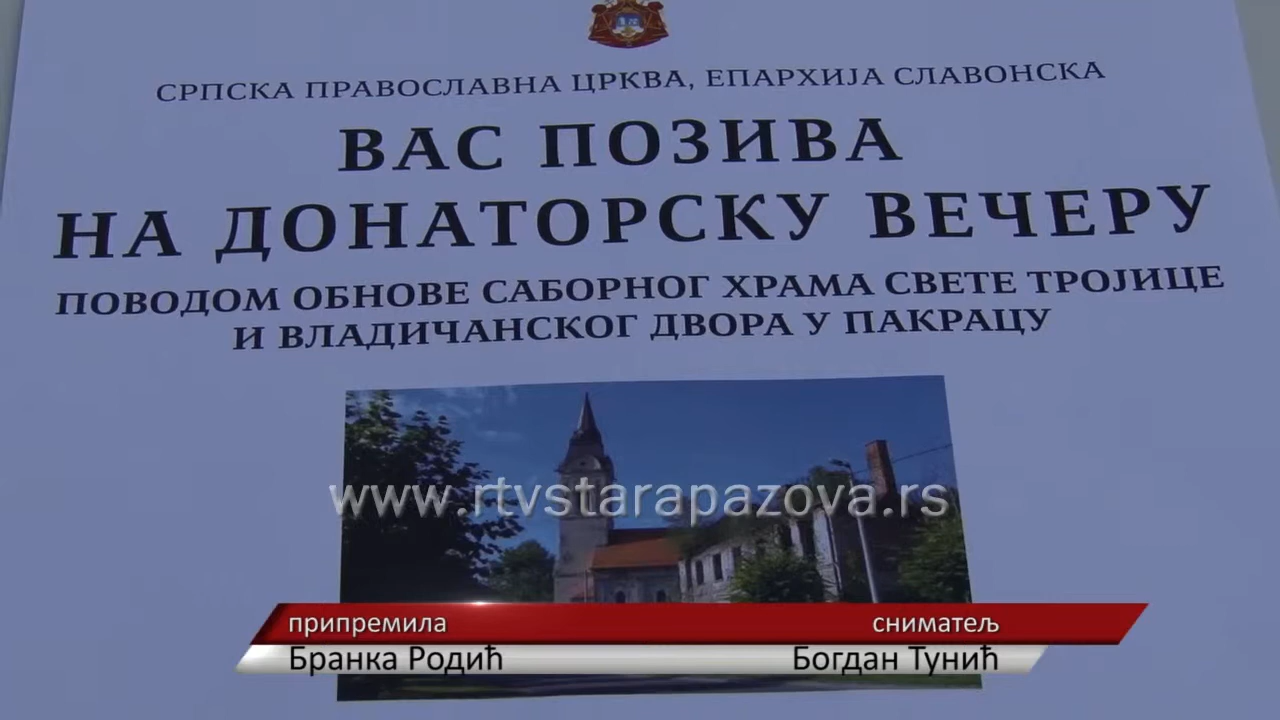 СРПСКА ПРАВОСЛАВНА ЦРКВА, ЕПАРХИЈА СЛАВОНСКА
ВАС ПОЗИВА
НА ДОНАТОРСКУ ВЕЧЕРУ
ПОВОДОМ ОБНОВЕ САБОРНОГ ХРАМА СВЕТЕ ТРОЈИЦЕ
И ВЛАДИЧАНСКОГ ДВОРА У ПАКРАЦУ
www.rtvstarapazova.rs
припремила сниматељ
Бранка Родић Богдан Тунић